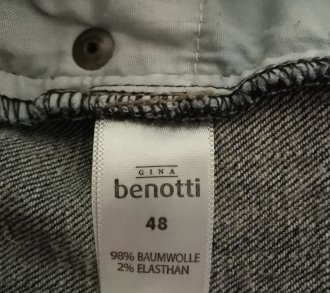 GINA
benotti
48
98% BAUMWOLLE
2% ELASTHAN